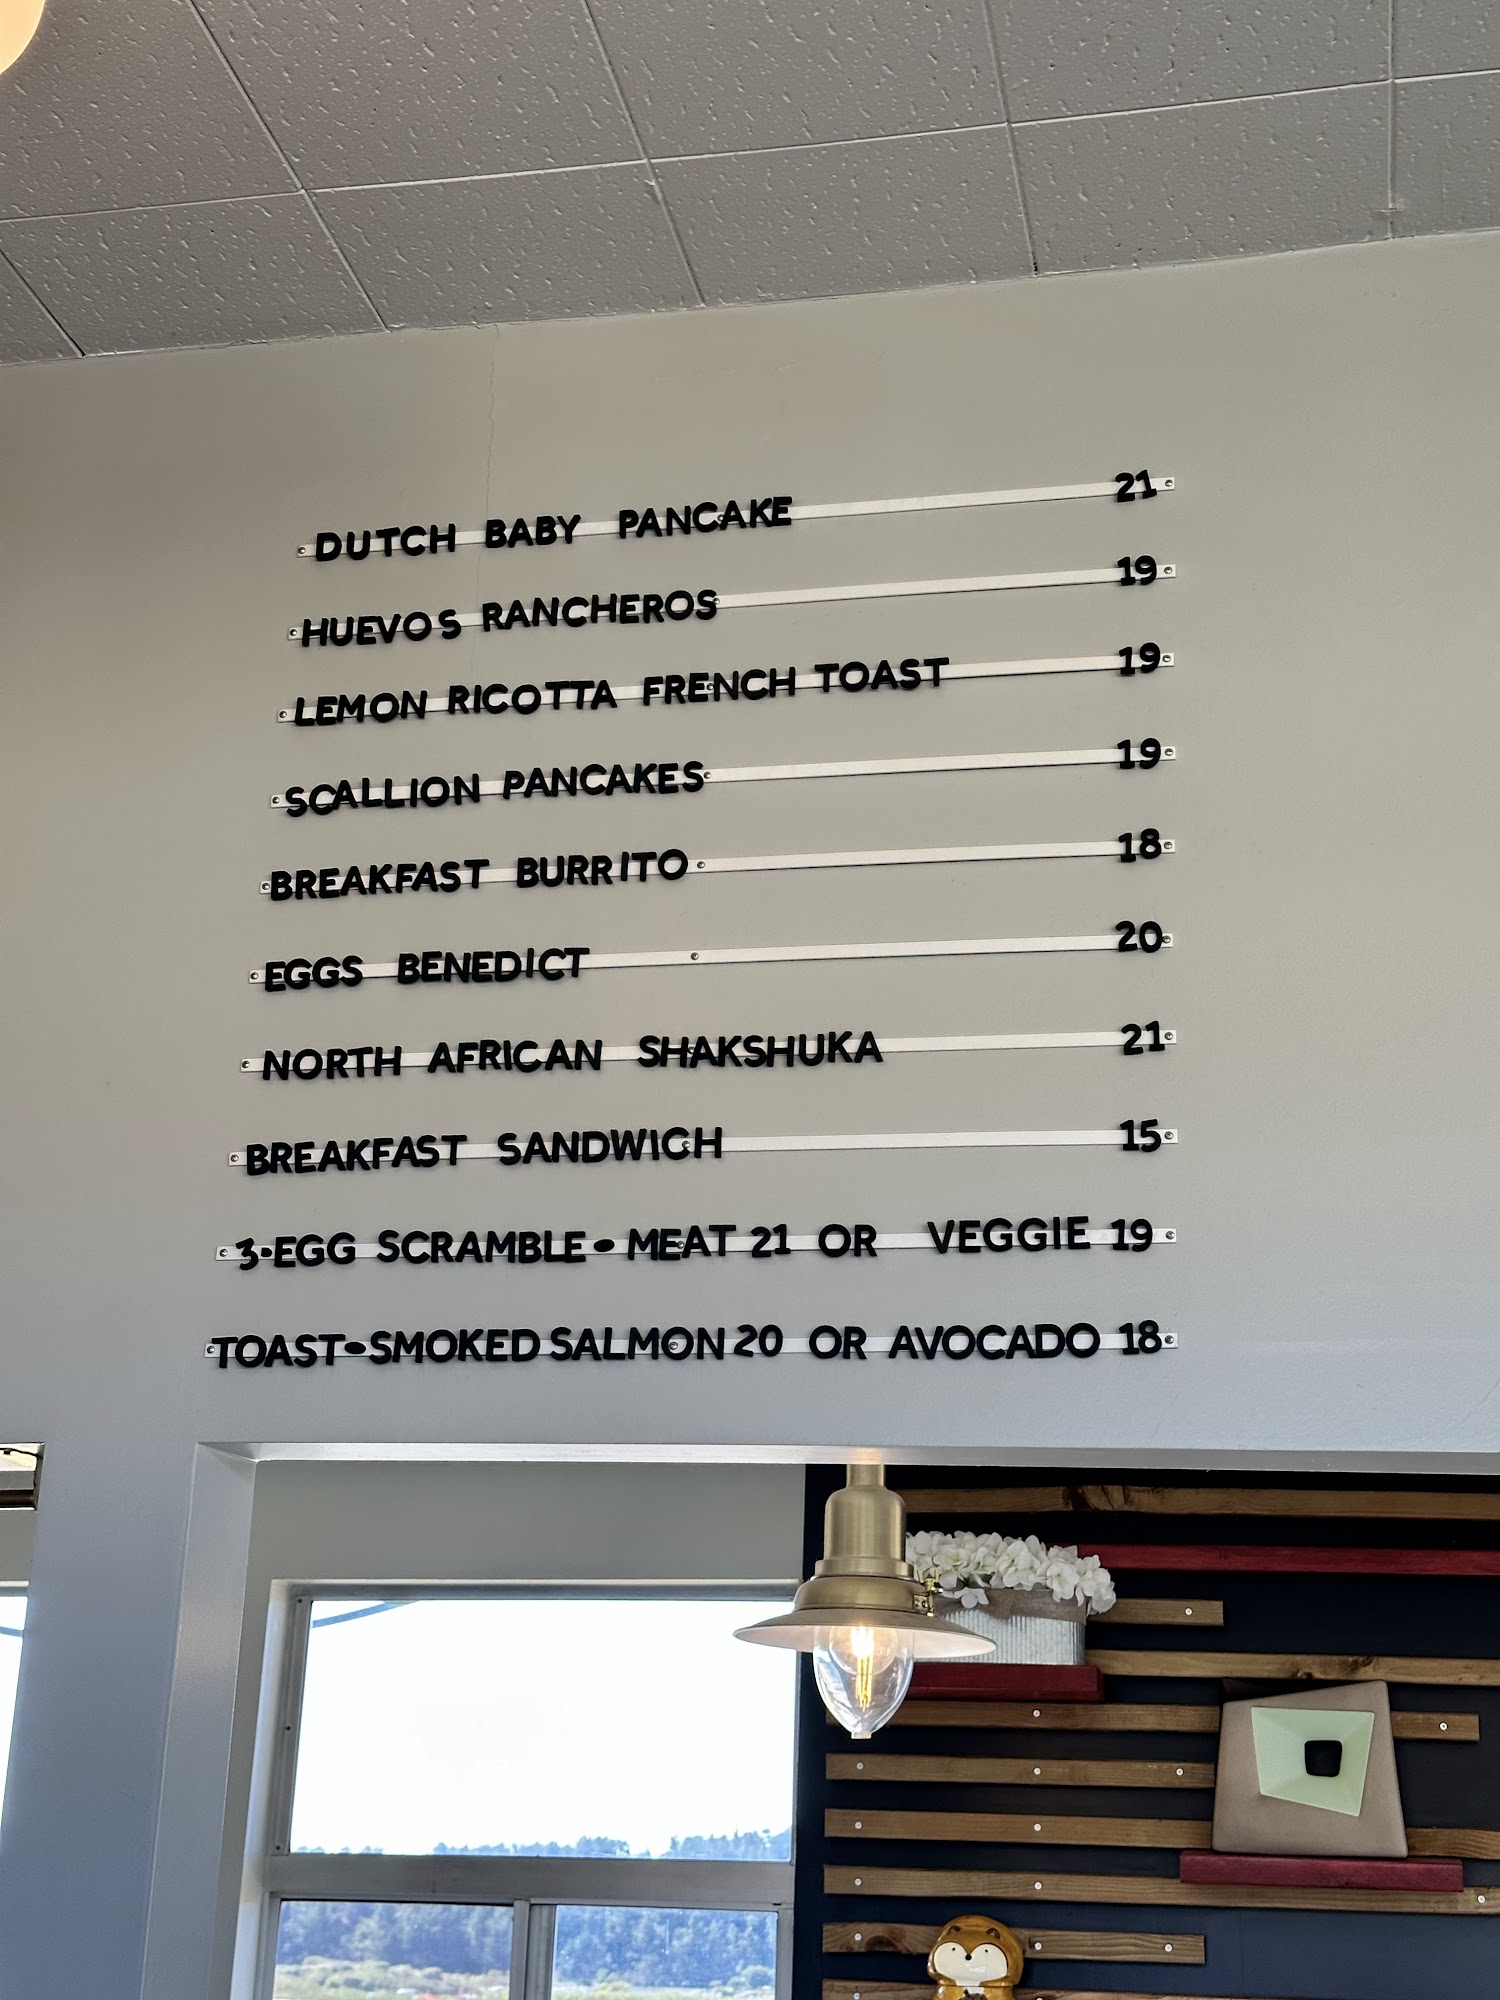 DUTCH BABY PANCAKE 21
HUEVOS RANCHEROS 19
LEMON RICOTTA FRENCH TOAST 19
SCALLION PANCAKES 19
BREAKFAST BURRITO 18
EGGS BENEDICT 20
NORTH AFRICAN SHAKSHUKA 21
BREAKFAST SANDWICH 15
3•EGG SCRAMBLE • MEAT 21 OR VEGGIE 19
TOAST•SMOKED SALMON 20 OR AVOCADO 18